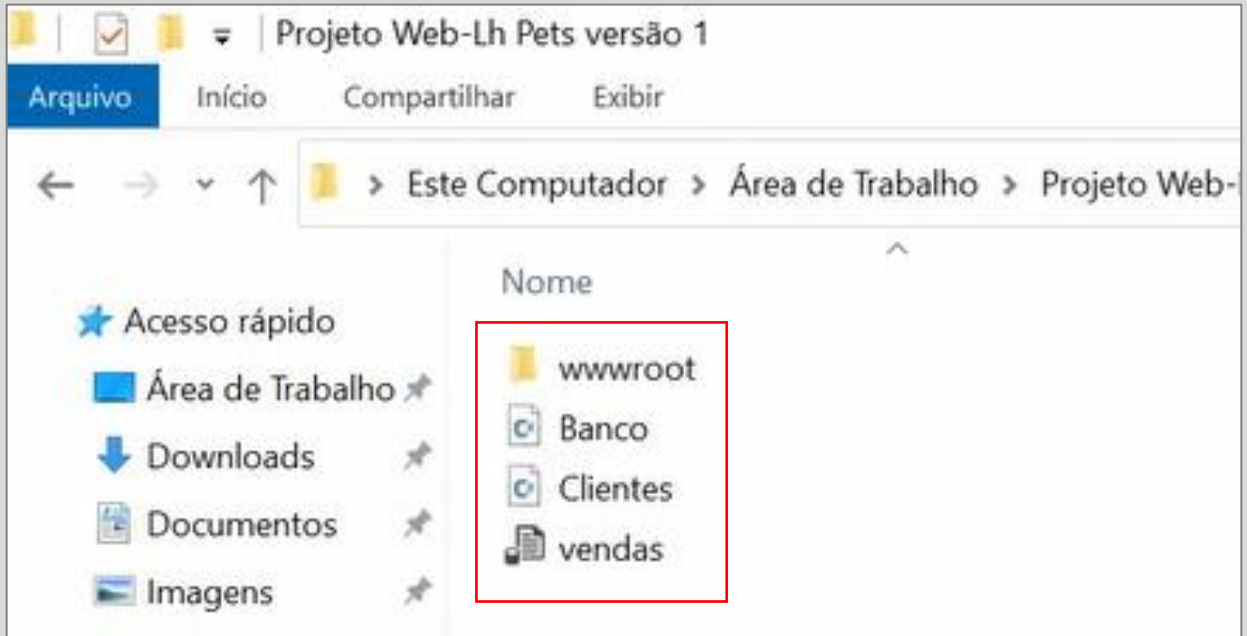 Projeto Web-Lh Pets versão 1
Arquivo Início Compartilhar Exibir
Este Computador > Área de Trabalho > Projeto Web-
Nome
Acesso rápido
Área de Trabalho
Downloads
Documentos
Imagens
wwwroot
Banco
Clientes
vendas